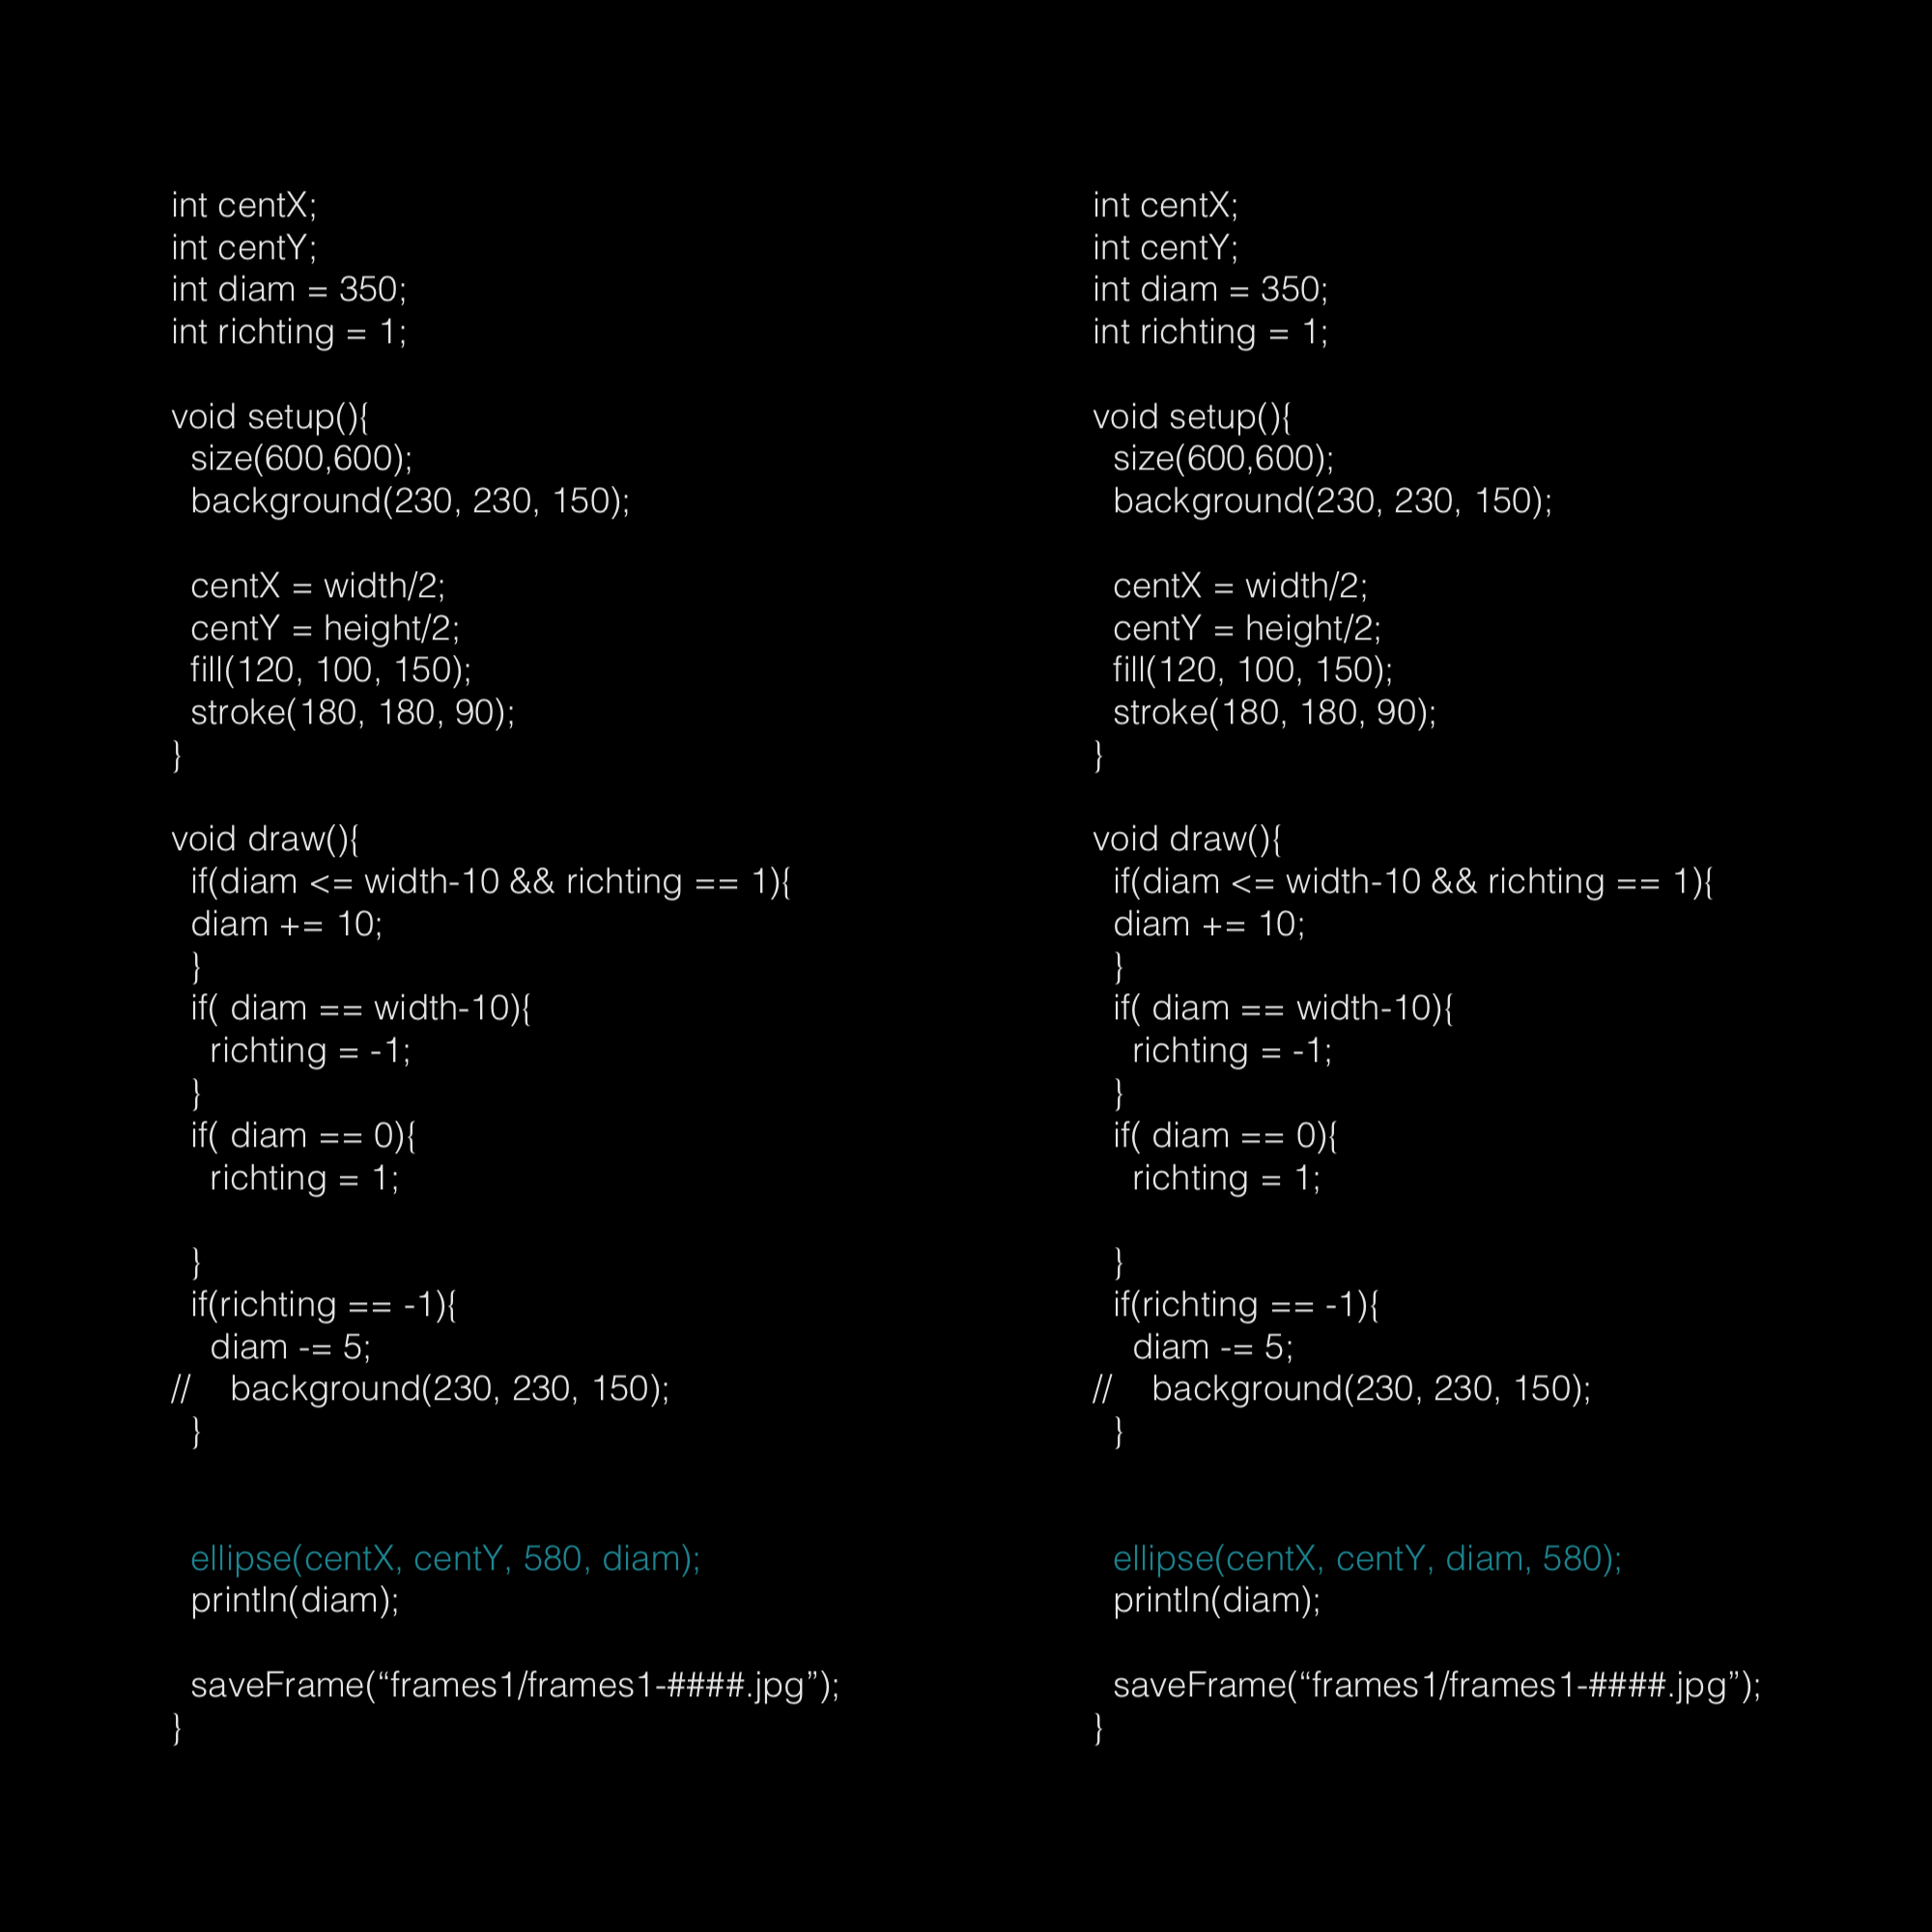 int centX;
int centY;
int diam = 350;
int richting = 1;

void setup(){
  size(600,600);
  background(230, 230, 150);

  centX = width/2;
  centY = height/2;
  fill(120, 100, 150);
  stroke(180, 180, 90);
}

void draw(){
  if(diam <= width-10 && richting == 1){
  diam += 10;
  }
  if( diam == width-10){
    richting = -1;
  }
  if( diam == 0){
    richting = 1;

  }
  if(richting == -1){
    diam -= 5;
//    background(230, 230, 150);
  }


  ellipse(centX, centY, 580, diam);
  println(diam);

  saveFrame(“frames1/frames1-####.jpg”);
}

int centX;
int centY;
int diam = 350;
int richting = 1;

void setup(){
  size(600,600);
  background(230, 230, 150);

  centX = width/2;
  centY = height/2;
  fill(120, 100, 150);
  stroke(180, 180, 90);
}

void draw(){
  if(diam <= width-10 && richting == 1){
  diam += 10;
  }
  if( diam == width-10){
    richting = -1;
  }
  if( diam == 0){
    richting = 1;

  }
  if(richting == -1){
    diam -= 5;
//    background(230, 230, 150);
  }


  ellipse(centX, centY, diam, 580);
  println(diam);

  saveFrame(“frames1/frames1-####.jpg”);
}